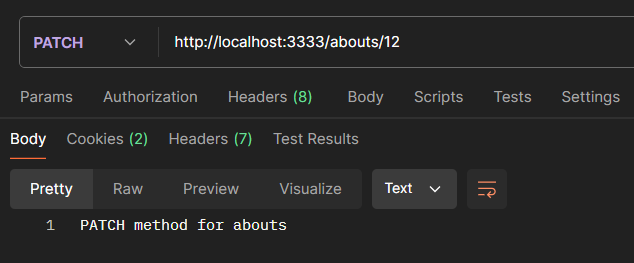 PATCH http://localhost:3333/abouts/12
Params Authorization Headers (8) Body Scripts Tests Settings
Body Cookies (2) Headers (7) Test Results
Pretty Raw Preview Visualize Text
1 PATCH method for abouts